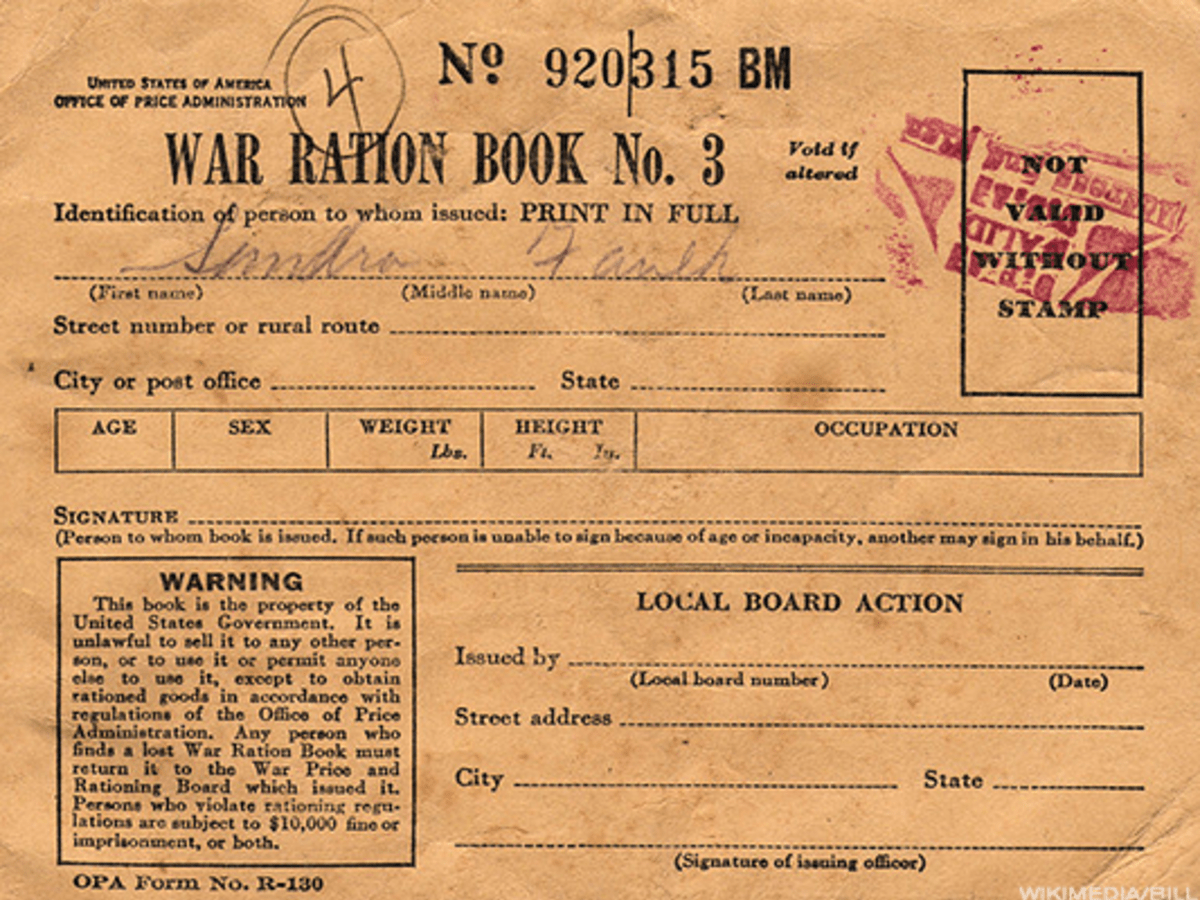 4
Nº 920315 BM
UNITED STATES OF AMERICA
OFFICE OF PRICE ADMINISTRATION
WAR RATION BOOK No. 3
Void if
altered
NOT
VALID
WITHOUT
STAMP
Identification of person to whom issued: PRINT IN FULL
Sandra
(First name) (Middle name) (Last name)
Street number or rural route
City or post office State
AGE SEX WEIGHT HEIGHT OCCUPATION
Lbs. Ft. In.
SIGNATURE
(Person to whom book is issued. If such person is unable to sign because of age or incapacity, another may sign in his behalf.)
WARNING
This book is the property of the
United States Government. It is
unlawful to sell it to any other per-
son, or to use it or permit anyone
else to use it, except to obtain
rationed goods in accordance with
regulations of the Office of Price
Administration. Any person who
finds a lost War Ration Book must
return it to the War Price and
Rationing Board which issued it.
Persons who violate rationing regu-
lations are subject to $10,000 fine or
imprisonment, or both.
OPA Form No. R-130
LOCAL BOARD ACTION
Issued by
(Local board number) (Date)
Street address
City State
(Signature of issuing officer)
WIKIMEDIA/BILL